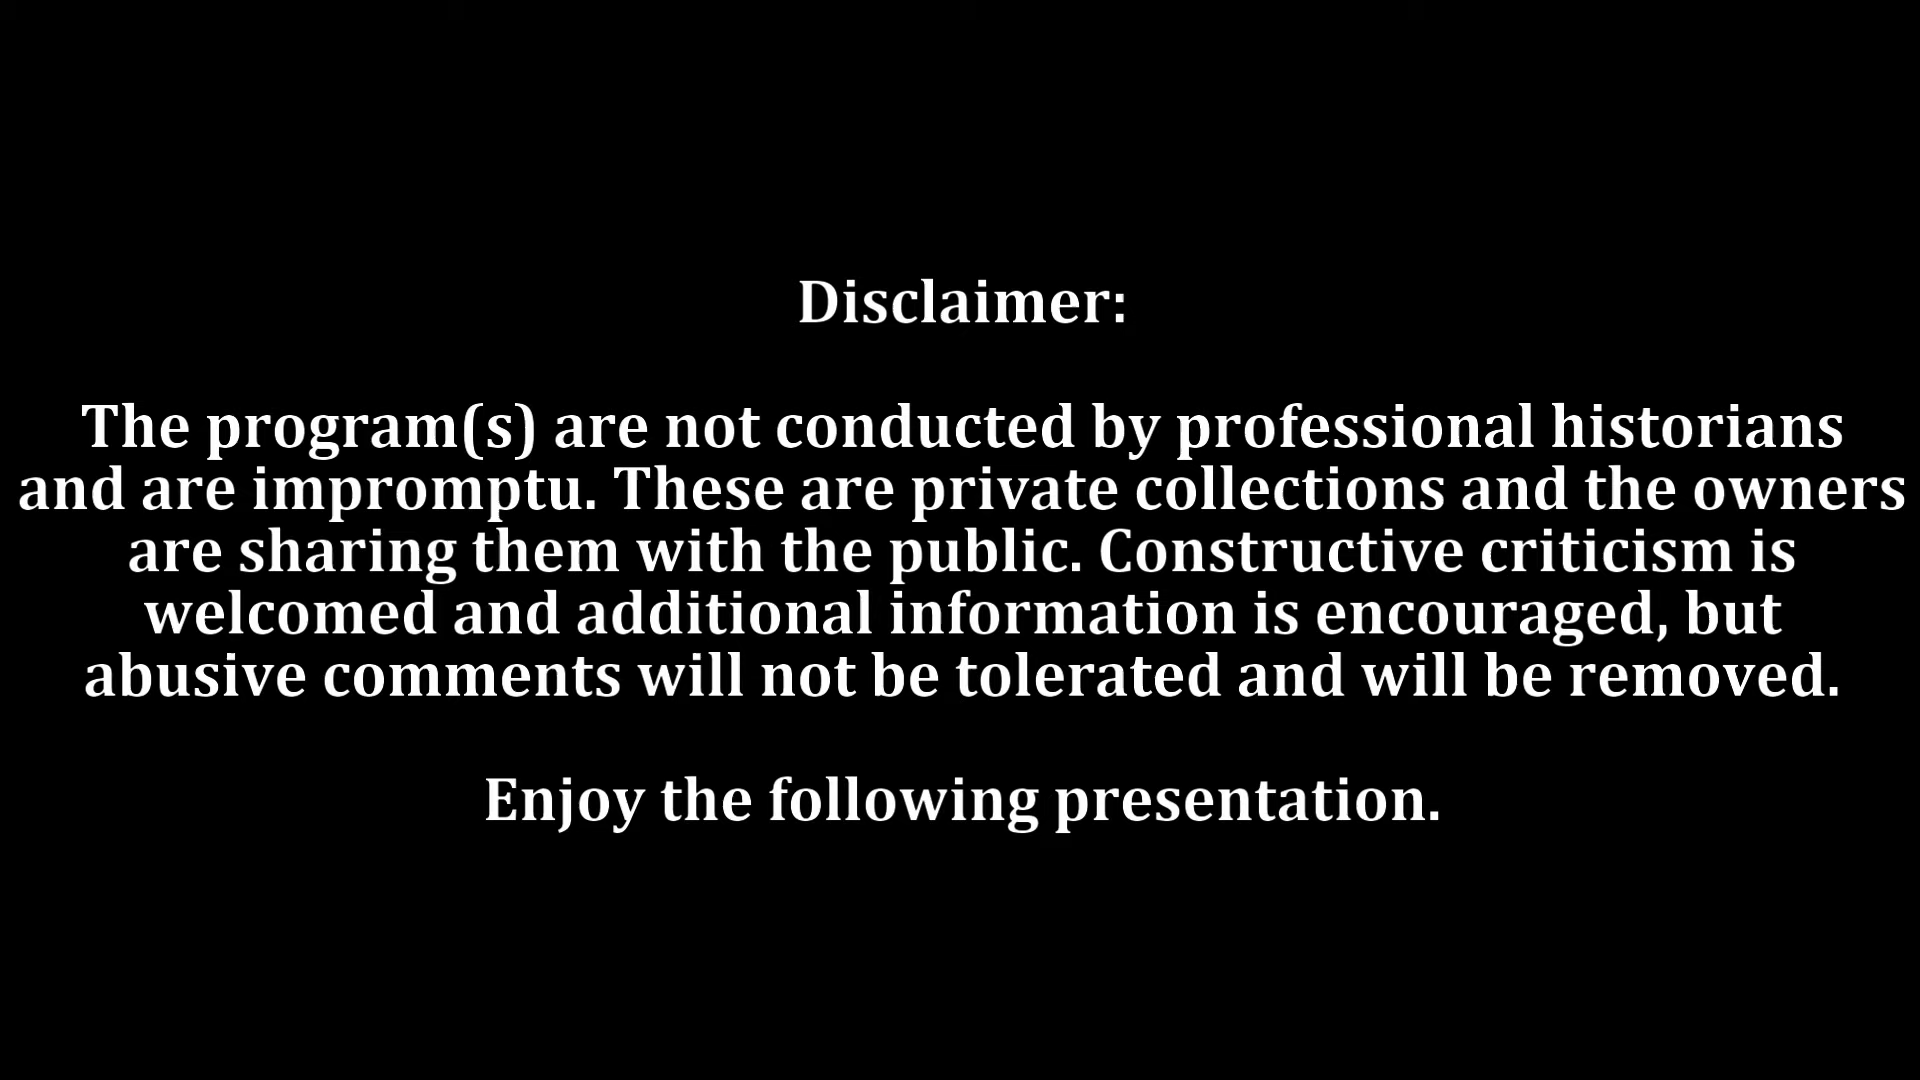 Disclaimer:
The program(s) are not conducted by professional historians
and are impromptu. These are private collections and the owners
are sharing them with the public. Constructive criticism is
welcomed and additional information is encouraged, but
abusive comments will not be tolerated and will be removed.
Enjoy the following presentation.